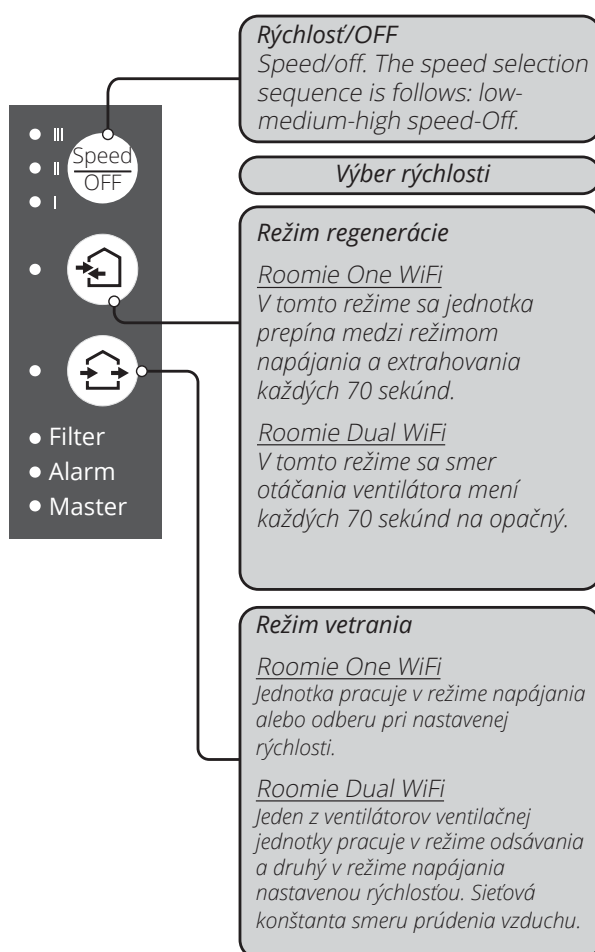 Rýchlosť/OFF
Speed/off. The speed selection
sequence is follows: low-
medium-high speed-Off.
III
Speed
II
OFF
I
Výber rýchlosti
Režim regenerácie
Roomie One WiFi
V tomto režime sa jednotka
prepína medzi režimom
napájania a extrahovania
každých 70 sekúnd.
Roomie Dual WiFi
V tomto režime sa smer
otáčania ventilátora mení
každých 70 sekúnd na opačný.
Filter
Alarm
Master
Režim vetrania
Roomie One WiFi
Jednotka pracuje v režime napájania
alebo odberu pri nastavenej
rýchlosti.
Roomie Dual WiFi
Jeden z ventilátorov ventilačnej
jednotky pracuje v režime odsávania
a druhý v režime napájania
nastavenou rýchlosťou. Sieťová
konštanta smeru prúdenia vzduchu.